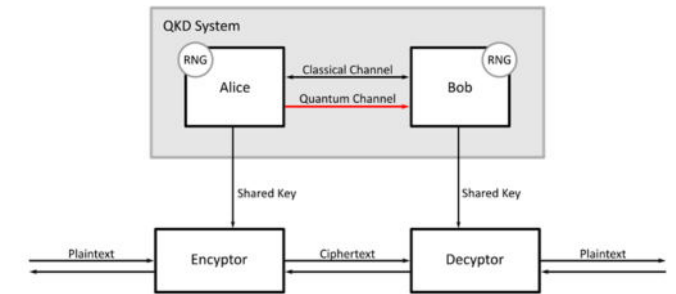 QKD System
RNG
RNG
Classical Channel
Alice
Bob
Quantum Channel
Shared Key
Shared Key
Plaintext
Encyptor
Ciphertext
Decyptor
Plaintext